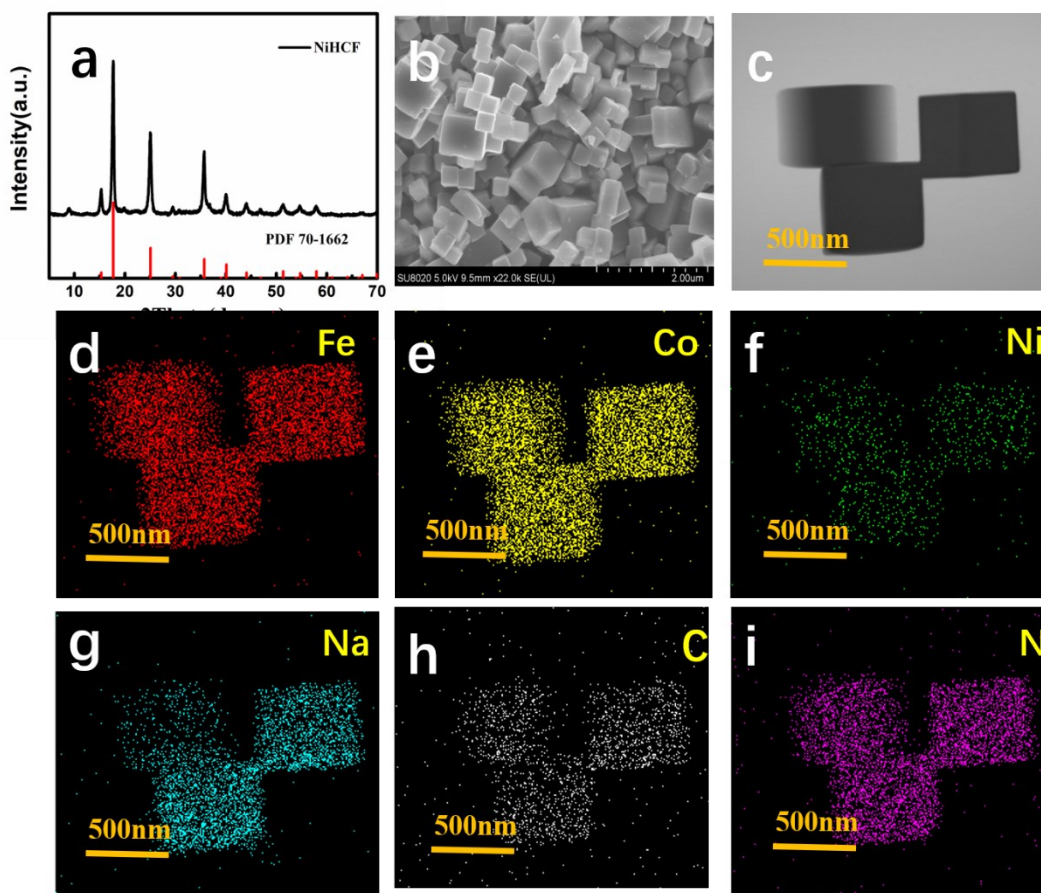 a
NiHCF
Intensity(a.u.)
PDF 70-1662
10 20 30 40 50 60 70
b
SU8020 5.0kV 9.5mm x22.0k SE(UL)
2.00um
c
500nm
d
Fe
500nm
e
Co
500nm
f
Ni
500nm
g
Na
500nm
h
C
500nm
i
N
500nm